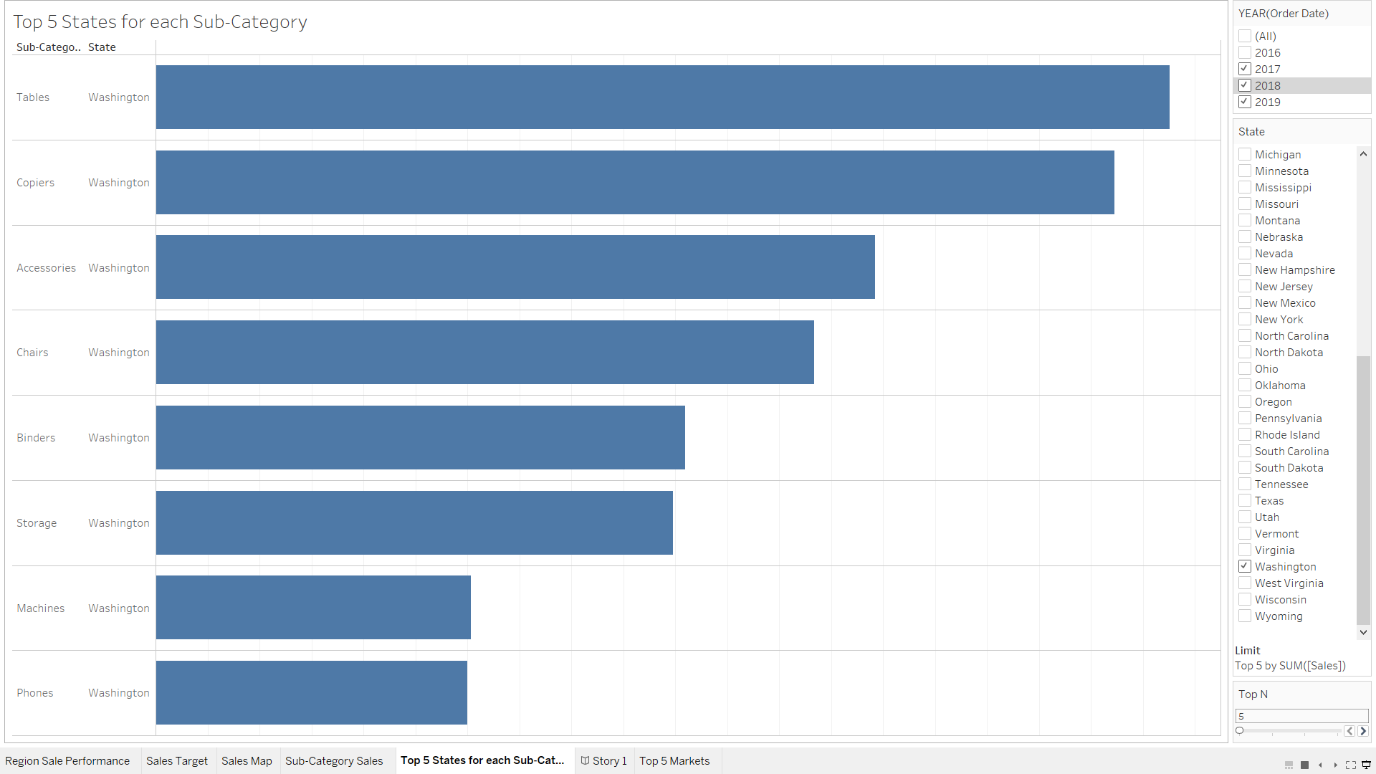 Top 5 States for each Sub-Category
Sub-Catego.. State
Tables Washington
Copiers Washington
Accessories Washington
Chairs Washington
Binders Washington
Storage Washington
Machines Washington
Phones Washington
YEAR(Order Date)
(All)
2016
2017
2018
2019
State
Michigan
Minnesota
Mississippi
Missouri
Montana
Nebraska
Nevada
New Hampshire
New Jersey
New Mexico
New York
North Carolina
North Dakota
Ohio
Oklahoma
Oregon
Pennsylvania
Rhode Island
South Carolina
South Dakota
Tennessee
Texas
Utah
Vermont
Virginia
Washington
West Virginia
Wisconsin
Wyoming
Limit
Top 5 by SUM([Sales])
Top N
5
Region Sale Performance Sales Target Sales Map Sub-Category Sales Top 5 States for each Sub-Cat... Story 1 Top 5 Markets